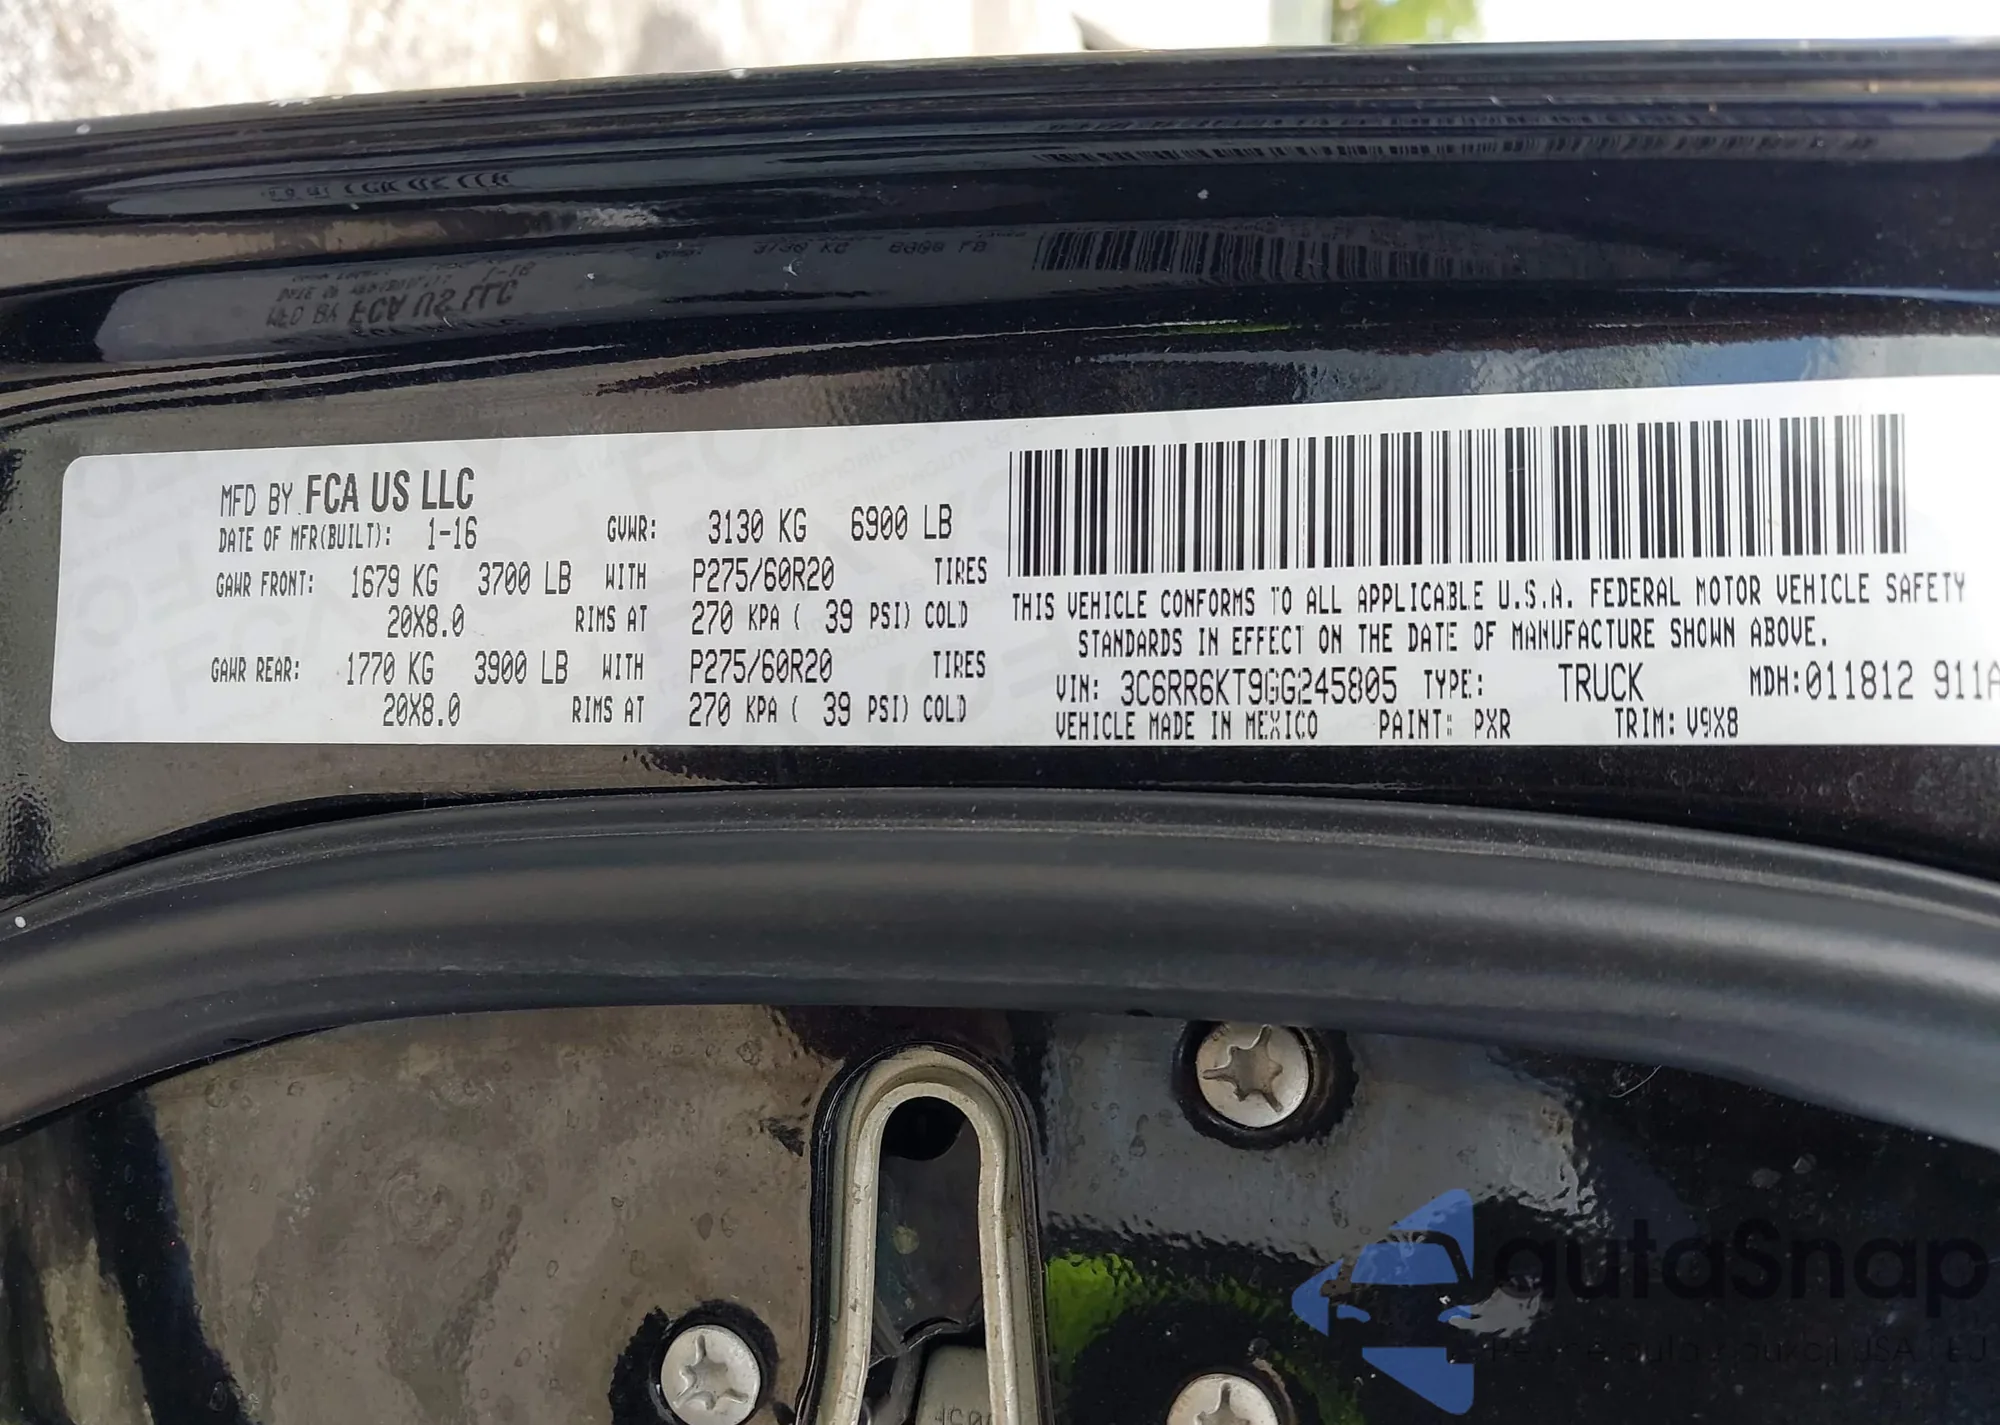 MFD BY FCA US LLC
DATE OF MFR(BUILT): 1-16 GVWR: 3130 KG 6900 LB
GAWR FRONT: 1679 KG 3700 LB WITH P275/60R20 TIRES
20X8.0 RIMS AT 270 KPA ( 39 PSI) COLD
GAWR REAR: 1770 KG 3900 LB WITH P275/60R20 TIRES
20X8.0 RIMS AT 270 KPA ( 39 PSI) COLD
THIS VEHICLE CONFORMS TO ALL APPLICABLE U.S.A. FEDERAL MOTOR VEHICLE SAFETY
STANDARDS IN EFFECT ON THE DATE OF MANUFACTURE SHOWN ABOVE.
VIN: 3C6RR6KT9GG245805 TYPE: TRUCK MDH:011812 911A
VEHICLE MADE IN MEXICO PAINT: PXR TRIM: V9X8
autoSnap